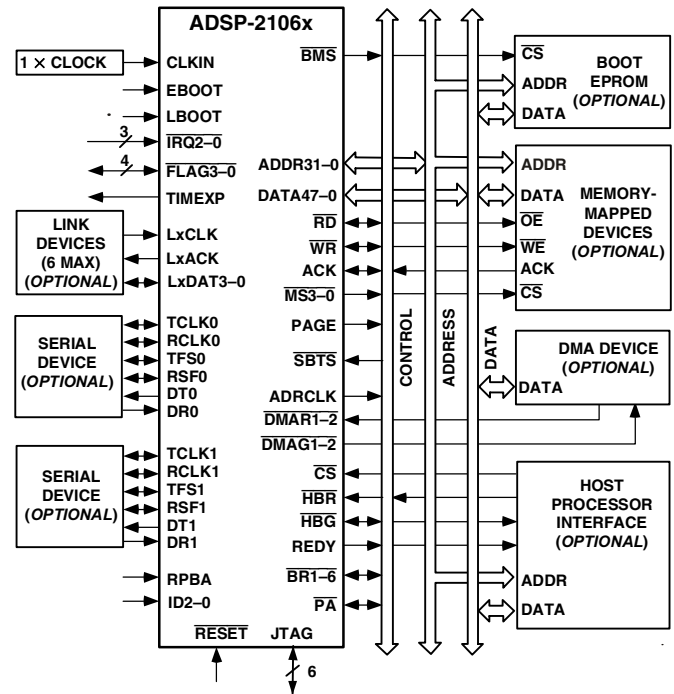 ADSP-2106x
1 × CLOCK
CLKIN
EBOOT
LBOOT
3
IRQ2–0
4
FLAG3–0
TIMEXP
LINK
DEVICES
(6 MAX)
(OPTIONAL)
LxCLK
LxACK
LxDAT3–0
SERIAL
DEVICE
(OPTIONAL)
TCLK0
RCLK0
TFS0
RSF0
DT0
DR0
SERIAL
DEVICE
(OPTIONAL)
TCLK1
RCLK1
TFS1
RSF1
DT1
DR1
RPBA
ID2–0
RESET
JTAG
6
BMS
ADDR31–0
DATA47–0
RD
WR
ACK
MS3–0
PAGE
SBTS
ADRCLK
DMAR1–2
DMAG1–2
CS
HBR
HBG
REDY
BR1–6
PA
CONTROL
ADDRESS
DATA
CS
ADDR
DATA
BOOT
EPROM
(OPTIONAL)
ADDR
DATA
OE
WE
ACK
CS
MEMORY-
MAPPED
DEVICES
(OPTIONAL)
DMA DEVICE
(OPTIONAL)
DATA
HOST
PROCESSOR
INTERFACE
(OPTIONAL)
ADDR
DATA